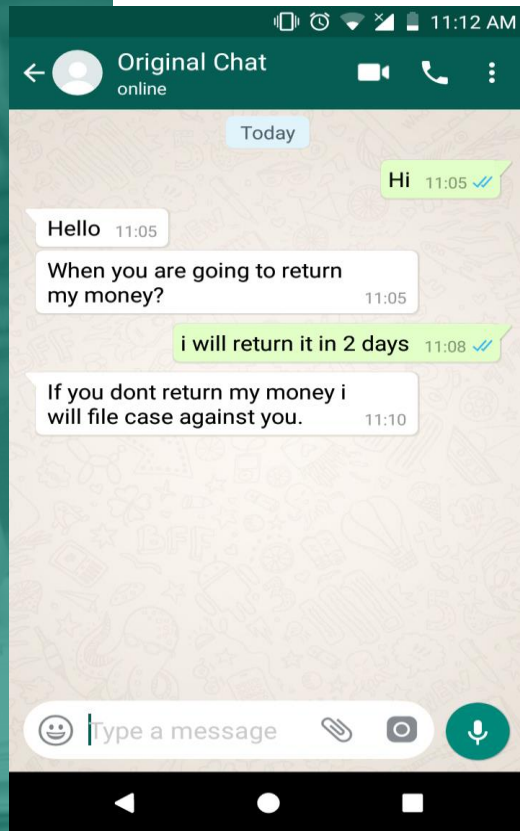 11:12 AM
Original Chat
online
Today
Hi 11:05
Hello 11:05
When you are going to return
my money? 11:05
i will return it in 2 days 11:08
If you dont return my money i
will file case against you. 11:10
Type a message